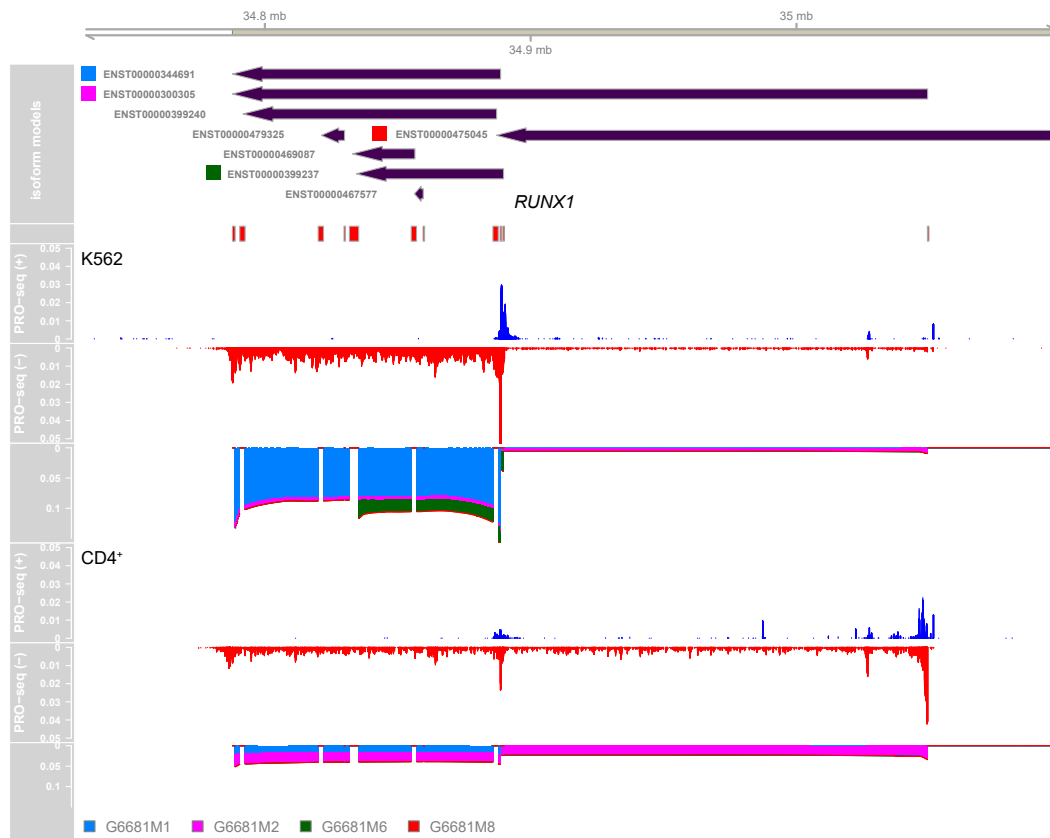 34.8 mb
35 mb
34.9 mb
isoform models
ENST00000344691
ENST00000300305
ENST00000399240
ENST00000479325
ENST00000475045
ENST00000469087
ENST00000399237
ENST00000467577
RUNX1
K562
PRO−seq (+)
0.05
0.04
0.03
0.02
0.01
0
PRO−seq (−)
0
0.01
0.02
0.03
0.04
0.05
0
0.05
0.1
CD4+
PRO−seq (+)
0.05
0.04
0.03
0.02
0.01
0
PRO−seq (−)
0
0.01
0.02
0.03
0.04
0.05
0
0.05
0.1
G6681M1 G6681M2 G6681M6 G6681M8